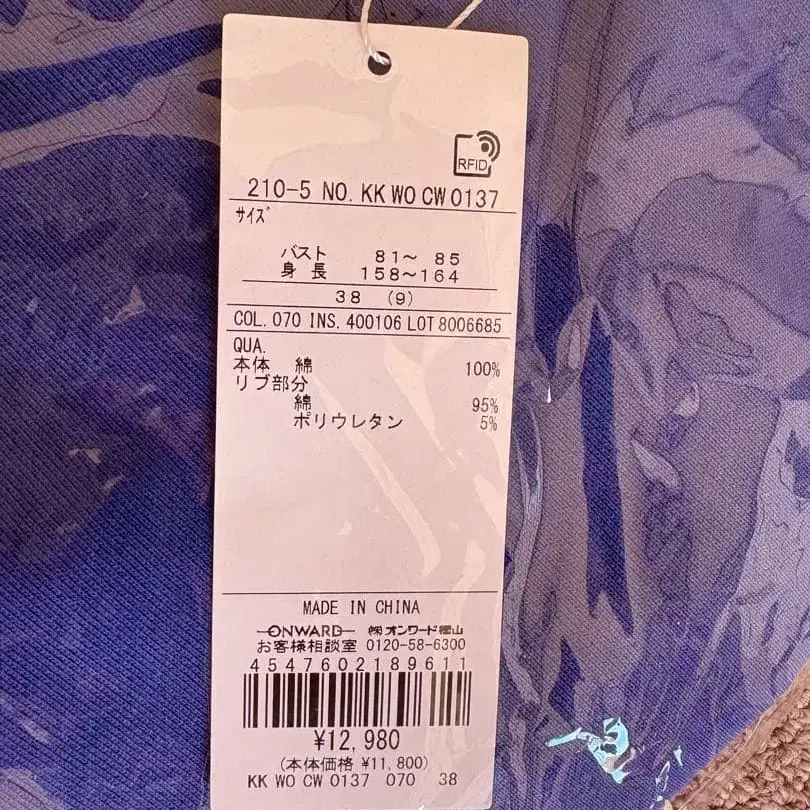 RFID
210-5 NO. KK WO CW 0137
サイズ
バスト 81～ 85
身 長 158～164
38 (9)
COL. 070 INS. 400106 LOT 8006685
QUA.
本体 綿 100%
リブ部分
綿 95%
ポリウレタン 5%
MADE IN CHINA
ONWARD ㈱オンワード樫山
お客様相談室 0120-58-6300
4547602189611
¥12,980
(本体価格 ¥11,800)
KK WO CW 0137 070 38